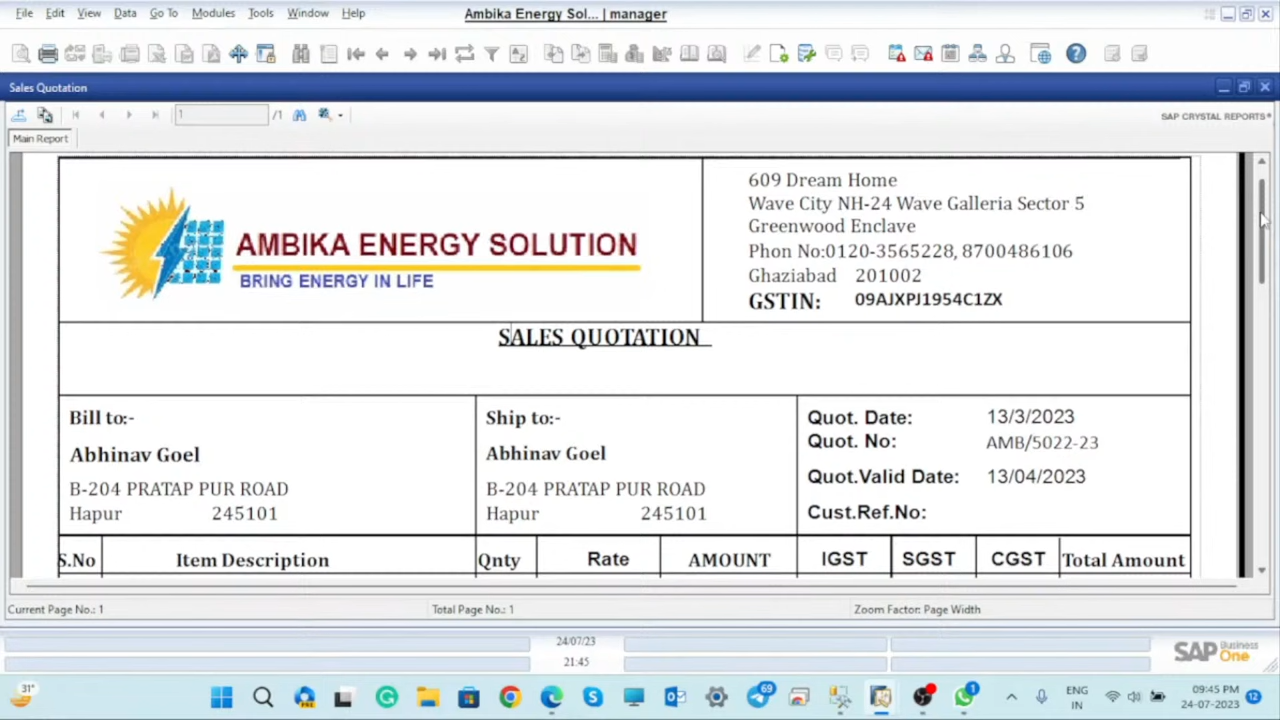 File Edit View Data Go To Modules Tools Window Help Ambika Energy Sol... | manager
Sales Quotation
1 /1 SAP CRYSTAL REPORTS®
Main Report
AMBIKA ENERGY SOLUTION
BRING ENERGY IN LIFE
609 Dream Home
Wave City NH-24 Wave Galleria Sector 5
Greenwood Enclave
Phon No:0120-3565228, 8700486106
Ghaziabad 201002
GSTIN: 09AJXPJ1954C1ZX
SALES QUOTATION
Bill to:-
Abhinav Goel
B-204 PRATAP PUR ROAD
Hapur 245101
Ship to:-
Abhinav Goel
B-204 PRATAP PUR ROAD
Hapur 245101
Quot. Date: 13/3/2023
Quot. No: AMB/5022-23
Quot.Valid Date: 13/04/2023
Cust.Ref.No:
S.No Item Description Qnty Rate AMOUNT IGST SGST CGST Total Amount
Current Page No.: 1 Total Page No.: 1 Zoom Factor: Page Width
24/07/23
21:45
SAP Business One
31° 69 1 ENG 09:45 PM
IN 24-07-2023 12